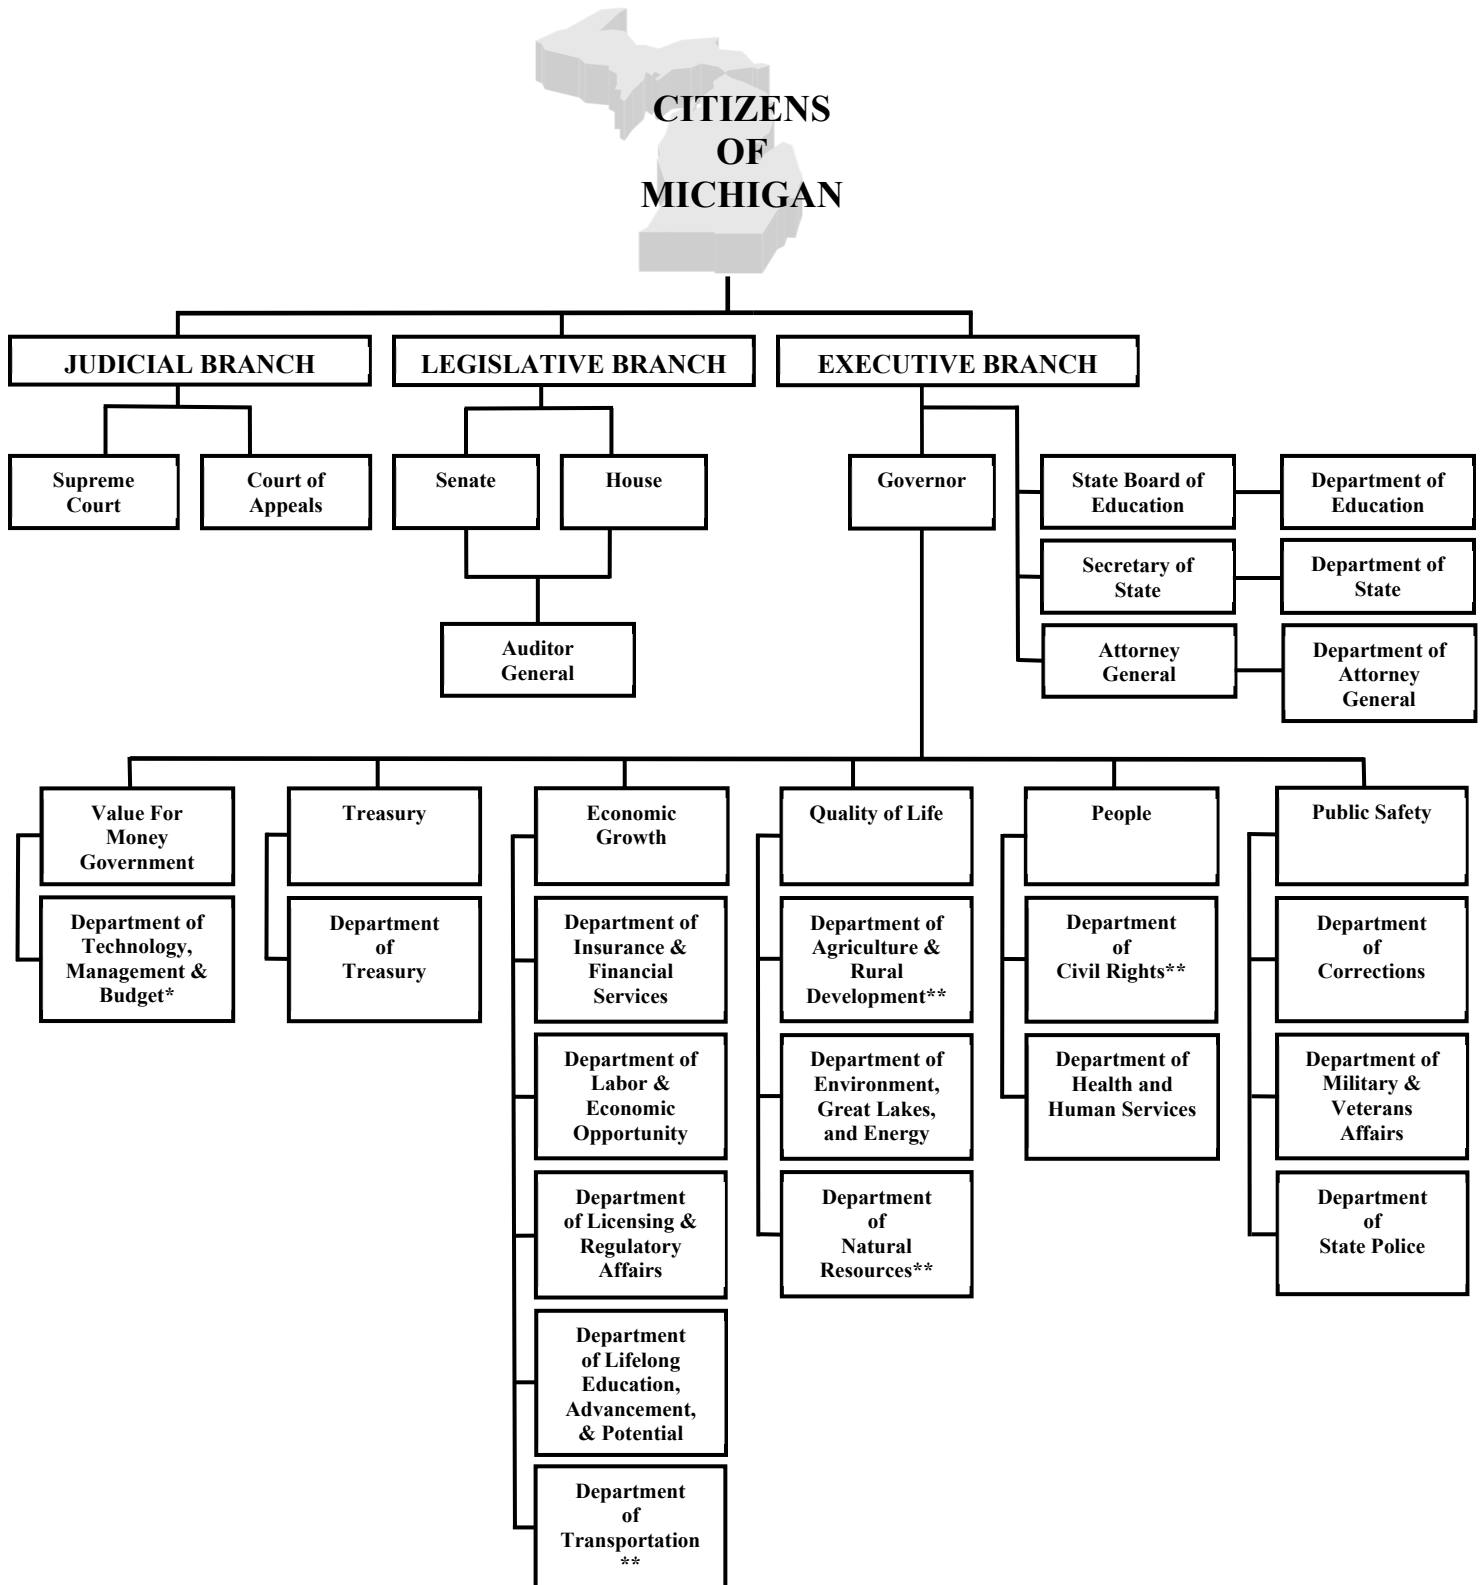 CITIZENS
OF
MICHIGAN
JUDICIAL BRANCH
LEGISLATIVE BRANCH
EXECUTIVE BRANCH
Supreme
Court
Court of
Appeals
Senate
House
Governor
State Board of
Education
Department of
Education
Secretary of
State
Department of
State
Auditor
General
Attorney
General
Department of
Attorney
General
Value For
Money
Government
Treasury
Economic
Growth
Quality of Life
People
Public Safety
Department of
Technology,
Management &
Budget*
Department
of
Treasury
Department of
Insurance &
Financial
Services
Department of
Agriculture &
Rural
Development**
Department
of
Civil Rights**
Department
of
Corrections
Department of
Labor &
Economic
Opportunity
Department of
Environment,
Great Lakes,
and Energy
Department of
Health and
Human Services
Department of
Military &
Veterans
Affairs
Department
of Licensing &
Regulatory
Affairs
Department
of
Natural
Resources**
Department
of
State Police
Department
of Lifelong
Education,
Advancement,
& Potential
Department
of
Transportation
**